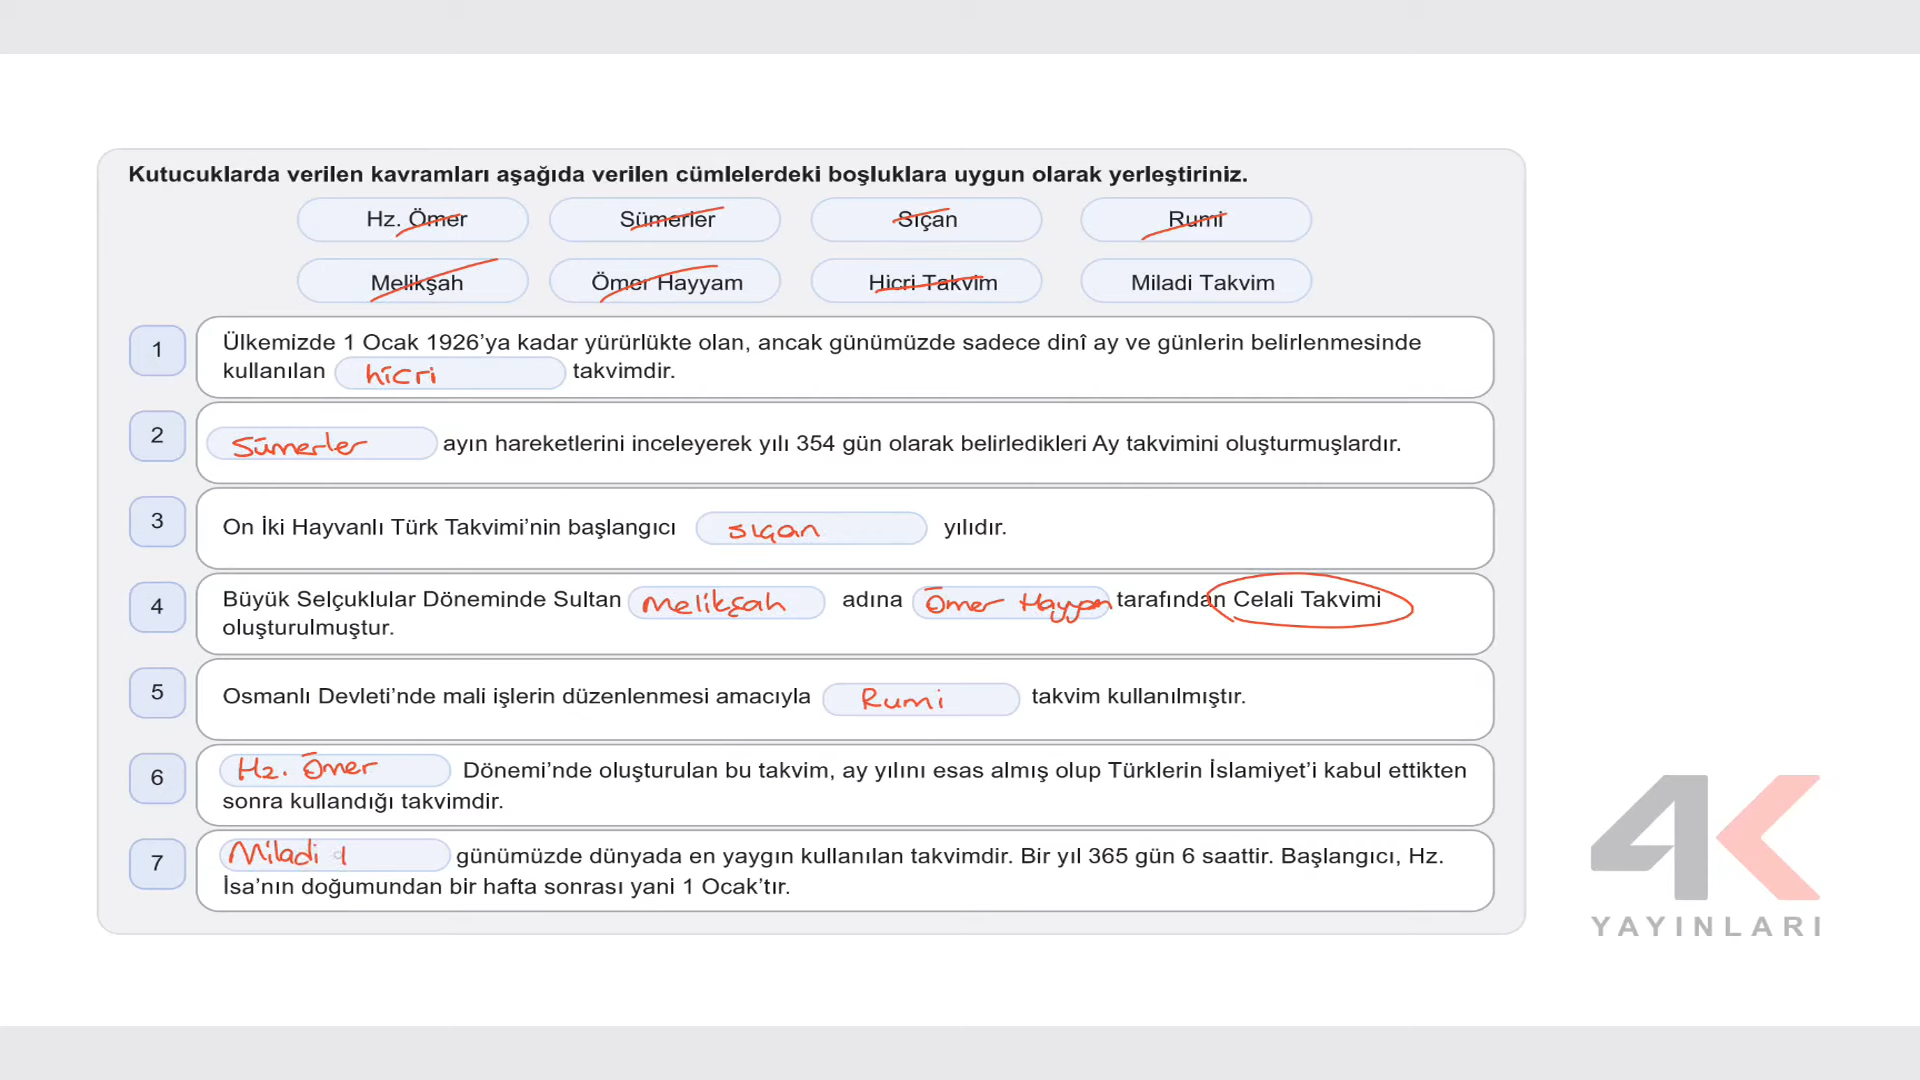 Kutucuklarda verilen kavramları aşağıda verilen cümlelerdeki boşluklara uygun olarak yerleştiriniz.
Hz. Ömer Sümerler Sıçan Rumi
Melikşah Ömer Hayyam Hicri Takvim Miladi Takvim
1 Ülkemizde 1 Ocak 1926’ya kadar yürürlükte olan, ancak günümüzde sadece dinî ay ve günlerin belirlenmesinde
kullanılan hicri takvimdir.
2 Sümerler ayın hareketlerini inceleyerek yılı 354 gün olarak belirledikleri Ay takvimini oluşturmuşlardır.
3 On İki Hayvanlı Türk Takvimi’nin başlangıcı sıçan yılıdır.
4 Büyük Selçuklular Döneminde Sultan Melikşah adına Ömer Hayyam tarafından Celali Takvimi
oluşturulmuştur.
5 Osmanlı Devleti’nde mali işlerin düzenlenmesi amacıyla Rumi takvim kullanılmıştır.
6 Hz. Ömer Dönemi’nde oluşturulan bu takvim, ay yılını esas almış olup Türklerin İslamiyet’i kabul ettikten
sonra kullandığı takvimdir.
7 Miladi günümüzde dünyada en yaygın kullanılan takvimdir. Bir yıl 365 gün 6 saattir. Başlangıcı, Hz.
İsa’nın doğumundan bir hafta sonrası yani 1 Ocak’tır.
4K
YAYINLARI